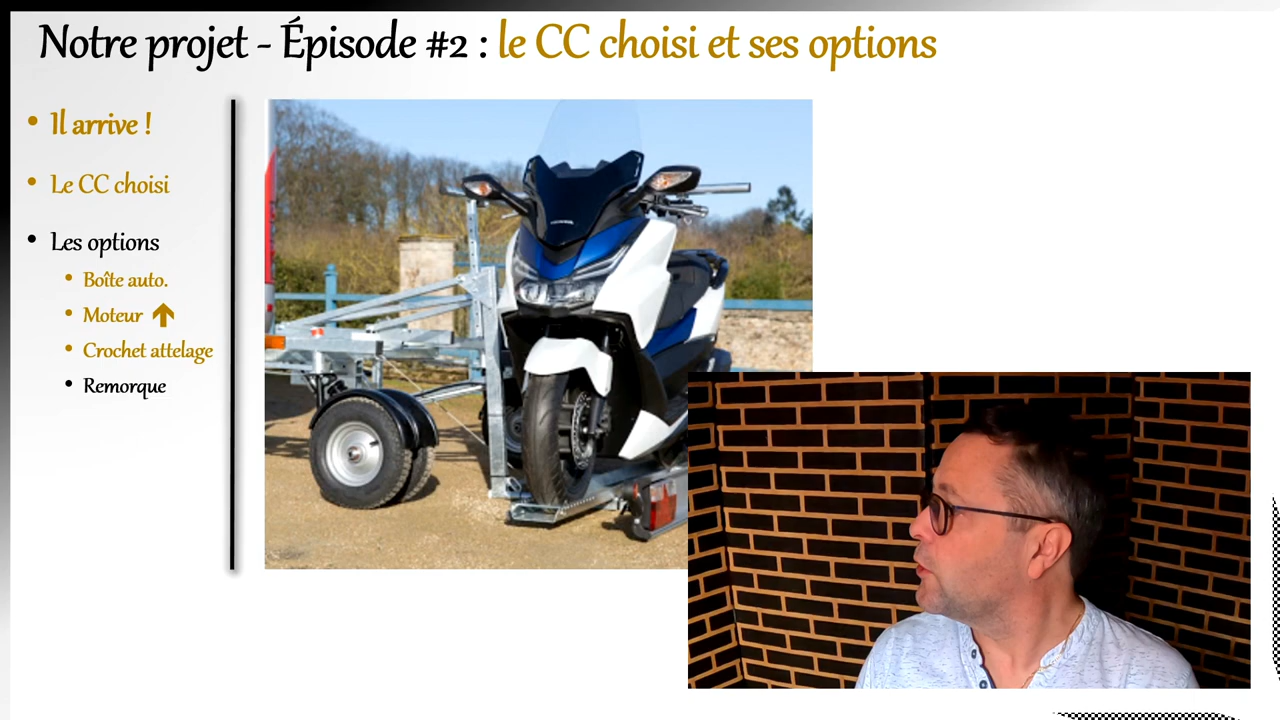 Notre projet - Épisode #2 : le CC choisi et ses options
Il arrive !
Le CC choisi
Les options
Boîte auto.
Moteur
Crochet attelage
Remorque